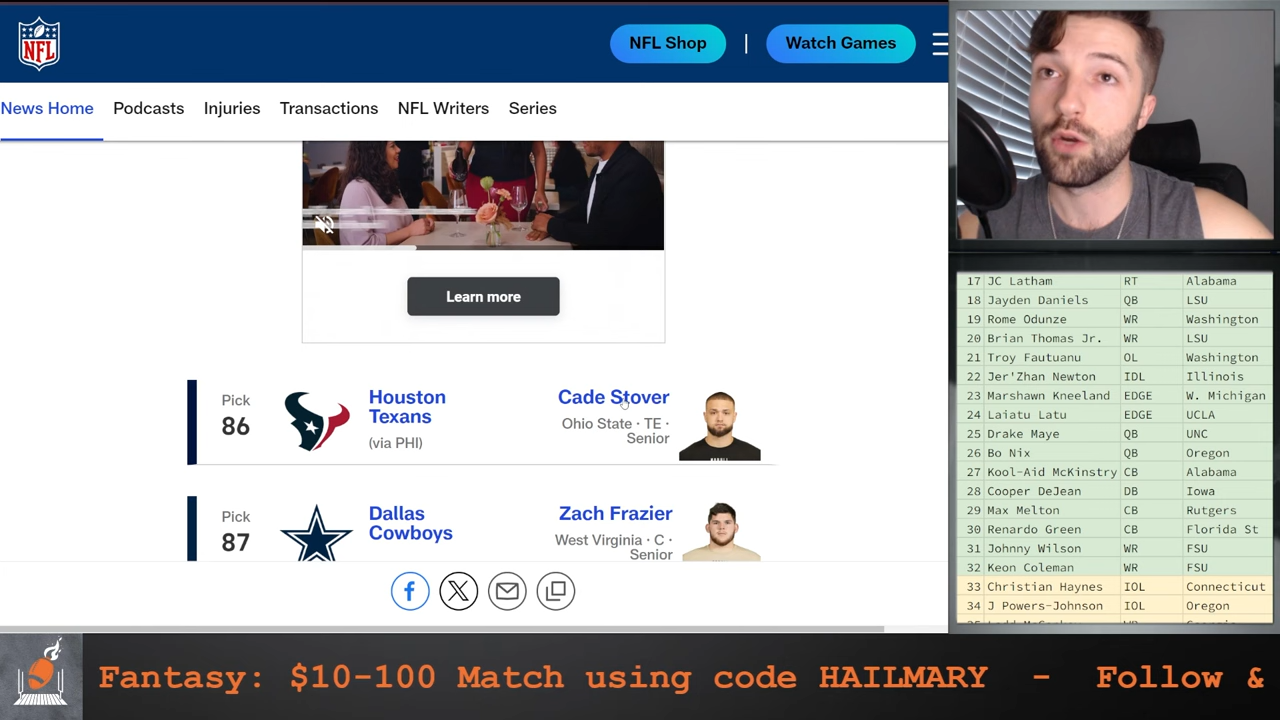 NFL
NFL Shop | Watch Games
News Home Podcasts Injuries Transactions NFL Writers Series
Learn more
Pick
86
Houston
Texans
(via PHI)
Cade Stover
Ohio State · TE ·
Senior
Pick
87
Dallas
Cowboys
Zach Frazier
West Virginia · C ·
Senior
17 JC Latham RT Alabama
18 Jayden Daniels QB LSU
19 Rome Odunze WR Washington
20 Brian Thomas Jr. WR LSU
21 Troy Fautuanu OL Washington
22 Jer'Zhan Newton IDL Illinois
23 Marshawn Kneeland EDGE W. Michigan
24 Laiatu Latu EDGE UCLA
25 Drake Maye QB UNC
26 Bo Nix QB Oregon
27 Kool-Aid McKinstry CB Alabama
28 Cooper DeJean DB Iowa
29 Max Melton CB Rutgers
30 Renardo Green CB Florida St
31 Johnny Wilson WR FSU
32 Keon Coleman WR FSU
33 Christian Haynes IOL Connecticut
34 J Powers-Johnson IOL Oregon
Fantasy: $10-100 Match using code HAILMARY - Follow &